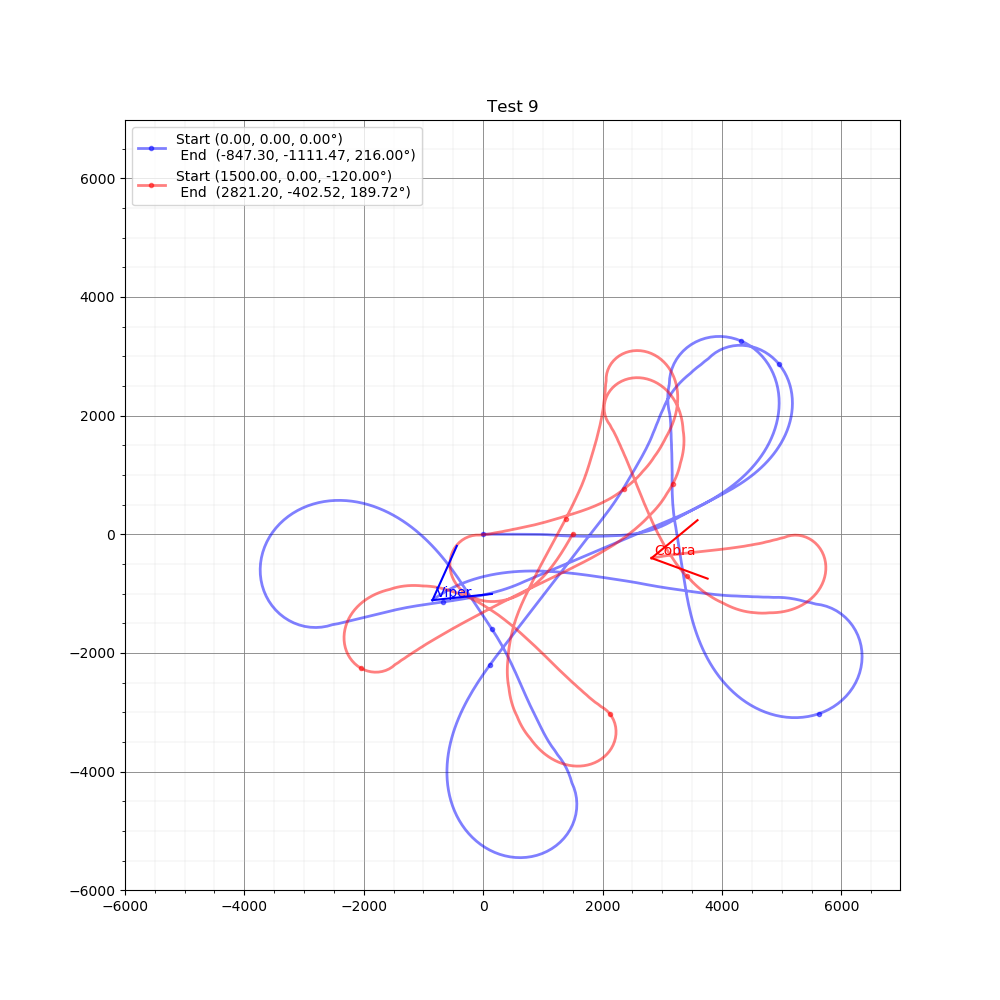 Test 9
Start (0.00, 0.00, 0.00°)
End (-847.30, -1111.47, 216.00°)
Start (1500.00, 0.00, -120.00°)
End (2821.20, -402.52, 189.72°)
6000
4000
2000
0
−2000
−4000
−6000
Cobra
Viper
−6000 −4000 −2000 0 2000 4000 6000